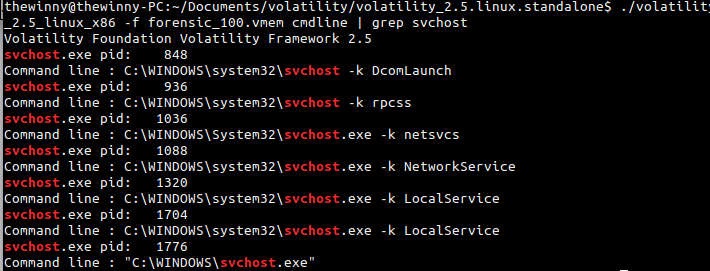 thewinny@thewinny-PC:~/Documents/volatility/volatility_2.5.linux.standalone$ ./volatility
_2.5_linux_x86 -f forensic_100.vmem cmdline | grep svchost
Volatility Foundation Volatility Framework 2.5
svchost.exe pid:    848
Command line : C:\WINDOWS\system32\svchost -k DcomLaunch
svchost.exe pid:    936
Command line : C:\WINDOWS\system32\svchost -k rpcss
svchost.exe pid:   1036
Command line : C:\WINDOWS\System32\svchost.exe -k netsvcs
svchost.exe pid:   1088
Command line : C:\WINDOWS\system32\svchost.exe -k NetworkService
svchost.exe pid:   1320
Command line : C:\WINDOWS\system32\svchost.exe -k LocalService
svchost.exe pid:   1704
Command line : C:\WINDOWS\system32\svchost.exe -k LocalService
svchost.exe pid:   1776
Command line : "C:\WINDOWS\svchost.exe"